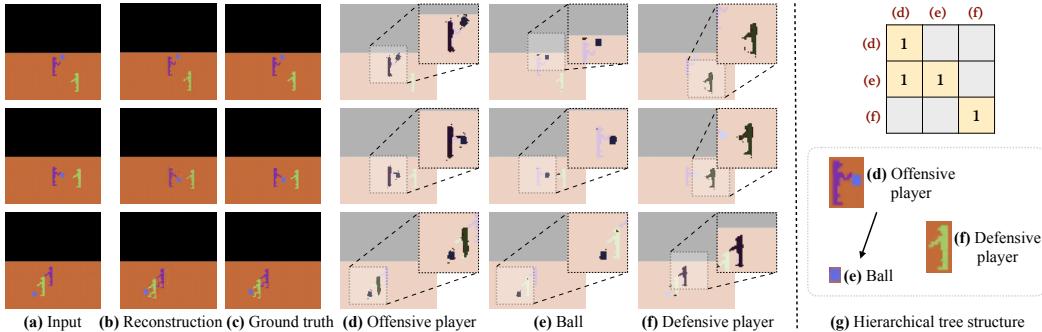 (d) (e) (f)
(d) 1
(e) 1 1
(f) 1
(d) Offensive
player
(f) Defensive
player
(e) Ball
(a) Input (b) Reconstruction (c) Ground truth (d) Offensive player (e) Ball (f) Defensive player (g) Hierarchical tree structure